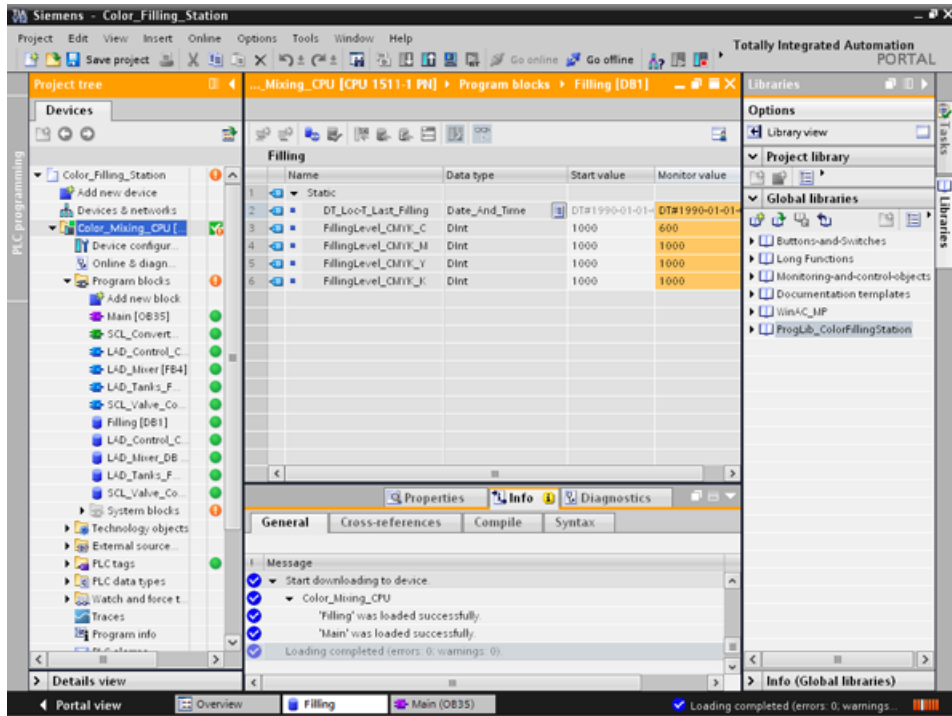 Siemens - Color_Filling_Station
Project Edit View Insert Online Options Tools Window Help
Totally Integrated Automation
PORTAL
Save project
Go online
Go offline
Project tree
Devices
PLC programming
Color_Filling_Station
Add new device
Devices & networks
Color_Mixing_CPU [...
Device configur...
Online & diagn...
Program blocks
Add new block
Main [OB35]
SCL_Convert...
LAD_Control_C...
LAD_Mixer [FB4]
LAD_Tanks_F...
SCL_Valve_Co...
Filling [DB1]
LAD_Control_C...
LAD_Mixer_DB...
LAD_Tanks_F...
SCL_Valve_Co...
System blocks
Technology objects
External source...
PLC tags
PLC data types
Watch and force t...
Traces
Program info
Details view
..._Mixing_CPU [CPU 1511-1 PN] Program blocks Filling [DB1]
Filling
Name Data type Start value Monitor value
1 Static
2 DT_Loc-T_Last_Filling Date_And_Time DT#1990-01-01- DT#1990-01-01-
3 FillingLevel_CMYK_C DInt 1000 600
4 FillingLevel_CMYK_M DInt 1000 1000
5 FillingLevel_CMYK_Y DInt 1000 1000
6 FillingLevel_CMYK_K DInt 1000 1000
Properties Info Diagnostics
General Cross-references Compile Syntax
! Message
Start downloading to device.
Color_Mixing_CPU
'Filling' was loaded successfully.
'Main' was loaded successfully.
Loading completed (errors: 0; warnings: 0).
Libraries
Options
Library view
Project library
Global libraries
Buttons-and-Switches
Long Functions
Monitoring-and-control-objects
Documentation templates
WinAC_MP
ProgLib_ColorFillingStation
Info (Global libraries)
Tasks
Libraries
Portal view Overview Filling Main (OB35) Loading completed (errors: 0; warnings...